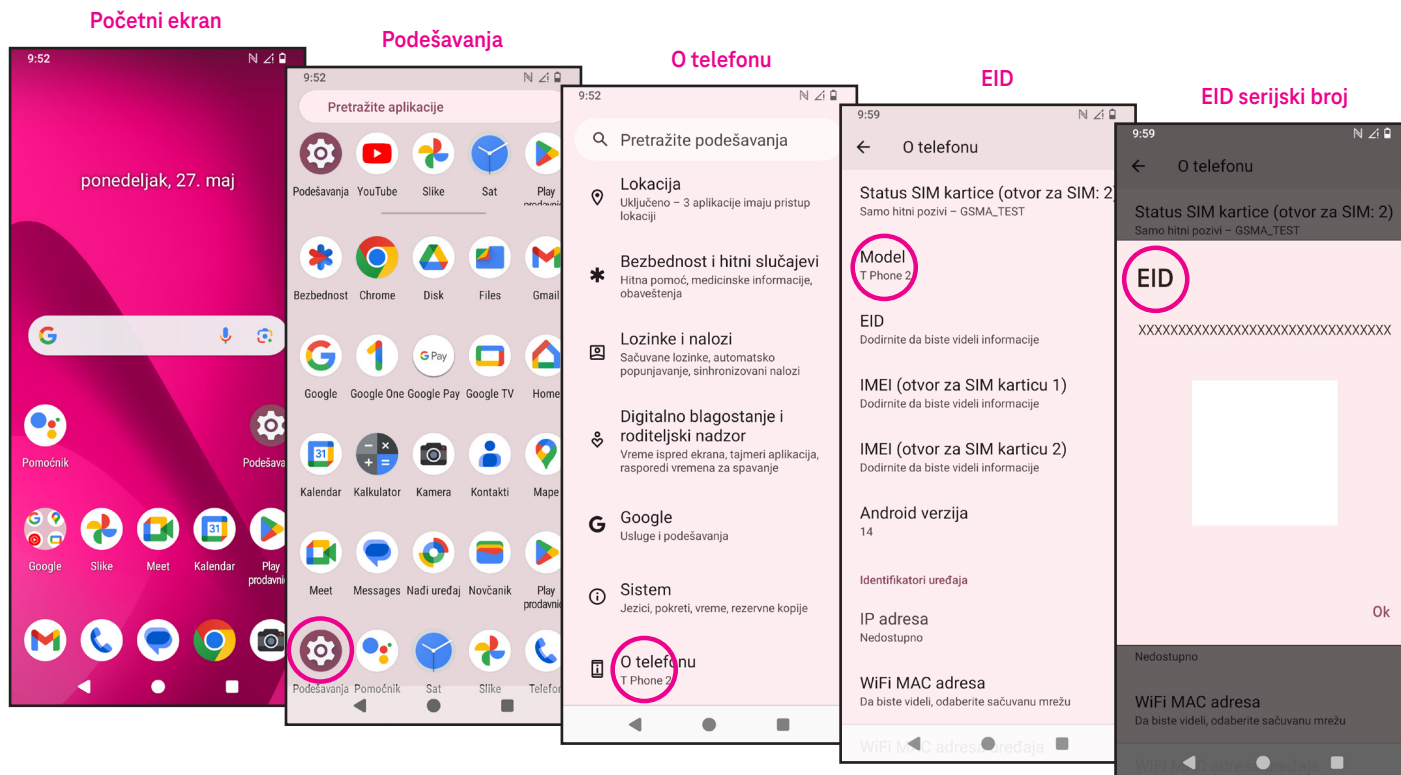 Početni ekran
9:52
ponedeljak, 27. maj
Pomoćnik
Google Slike Meet Kalendar Play
Podešavanja
9:52
Pretražite aplikacije
Podešavanja YouTube Slike Sat Play
Bezbednost Chrome Disk Files Gmail
Google Google One Google Pay Google TV Home
G Pay
Kalendar Kalkulator Kamera Kontakti Mape
31
Meet Messages Nađi uređaj Novčanik Play
Podešavanja Pomoćnik Sat Slike Telefon
O telefonu
9:52
Pretražite podešavanja
Lokacija
Uključeno – 3 aplikacije imaju pristup
lokaciji
Bezbednost i hitni slučajevi
Hitna pomoć, medicinske informacije,
obaveštenja
Lozinke i nalozi
Sačuvane lozinke, automatsko
popunjavanje, sinhronizovani nalozi
Digitalno blagostanje i
roditeljski nadzor
Vreme ispred ekrana, tajmeri aplikacija,
rasporedi vremena za spavanje
Google
Usluge i podešavanja
Sistem
Jezici, pokreti, vreme, rezervne kopije
O telefonu
T Phone 2
EID
9:59
O telefonu
Status SIM kartice (otvor za SIM: 2)
Samo hitni pozivi – GSMA_TEST
Model
T Phone 2
EID
Dodirnite da biste videli informacije
IMEI (otvor za SIM karticu 1)
Dodirnite da biste videli informacije
IMEI (otvor za SIM karticu 2)
Dodirnite da biste videli informacije
Android verzija
14
Identifikatori uređaja
IP adresa
Nedostupno
WiFi MAC adresa
Da biste videli, odaberite sačuvanu mrežu
WiFi MAC adresa uređaja
EID serijski broj
9:59
O telefonu
Status SIM kartice (otvor za SIM: 2)
Samo hitni pozivi – GSMA_TEST
EID
XXXXXXXXXXXXXXXXXXXXXXXXXXXXXXXX
Ok
Nedostupno
WiFi MAC adresa
Da biste videli, odaberite sačuvanu mrežu
WiFi MAC adresa uređaja